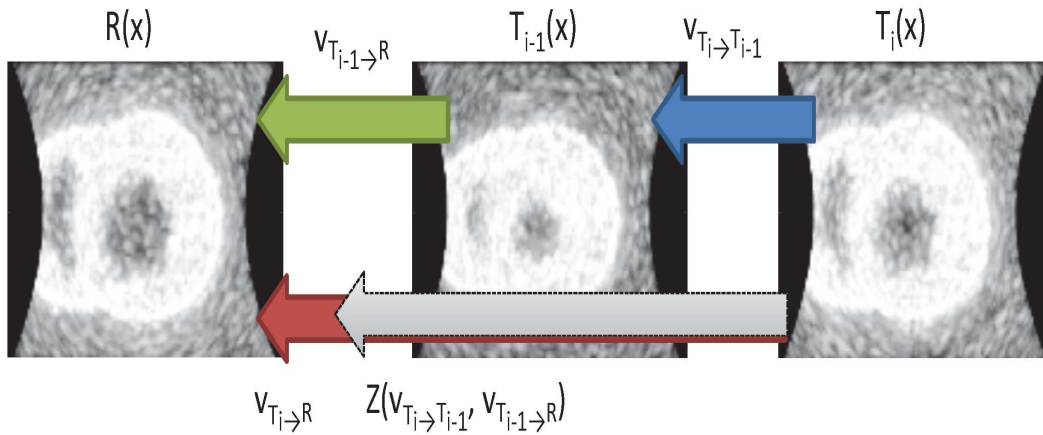 R(x)
v_{T_{i-1}→R}
T_{i-1}(x)
v_{T_i→T_{i-1}}
T_i(x)
v_{T_i→R}
Z(v_{T_i→T_{i-1}}, v_{T_{i-1}→R})